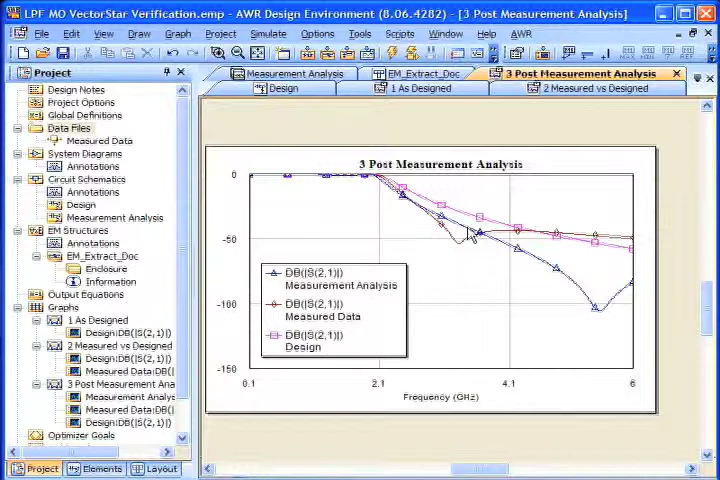 LPF MO VectorStar Verification.emp - AWR Design Environment (8.06.4282) - [3 Post Measurement Analysis]
File Edit View Draw Graph Project Simulate Options Tools Scripts Window Help AWR
Project
Design Notes
Project Options
Global Definitions
Data Files
Measured Data
System Diagrams
Annotations
Circuit Schematics
Annotations
Design
Measurement Analysis
EM Structures
Annotations
EM_Extract_Doc
Enclosure
Information
Output Equations
Graphs
1 As Designed
Design:DB(|S(2,1)|)
2 Measured vs Designed
Design:DB(|S(2,1)|)
Measured Data:DB(
3 Post Measurement Ana
Measurement Analys
Measured Data:DB(|
Design:DB(|S(2,1)|)
Optimizer Goals
Project Elements Layout
Measurement Analysis EM_Extract_Doc 3 Post Measurement Analysis
Design 1 As Designed 2 Measured vs Designed
3 Post Measurement Analysis
0
-50
-100
-150
DB(|S(2,1)|)
Measurement Analysis
DB(|S(2,1)|)
Measured Data
DB(|S(2,1)|)
Design
0.1 2.1 4.1 6
Frequency (GHz)